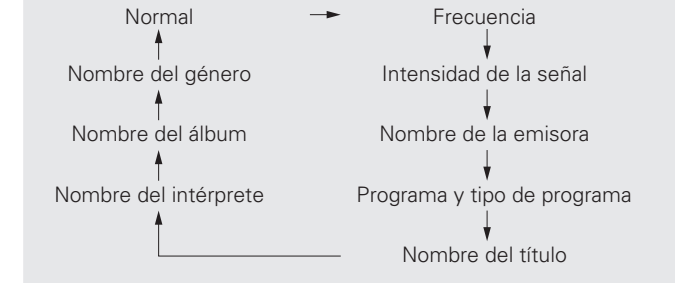 Normal → Frecuencia
Nombre del género Intensidad de la señal
Nombre del álbum Nombre de la emisora
Nombre del intérprete Programa y tipo de programa
Nombre del título